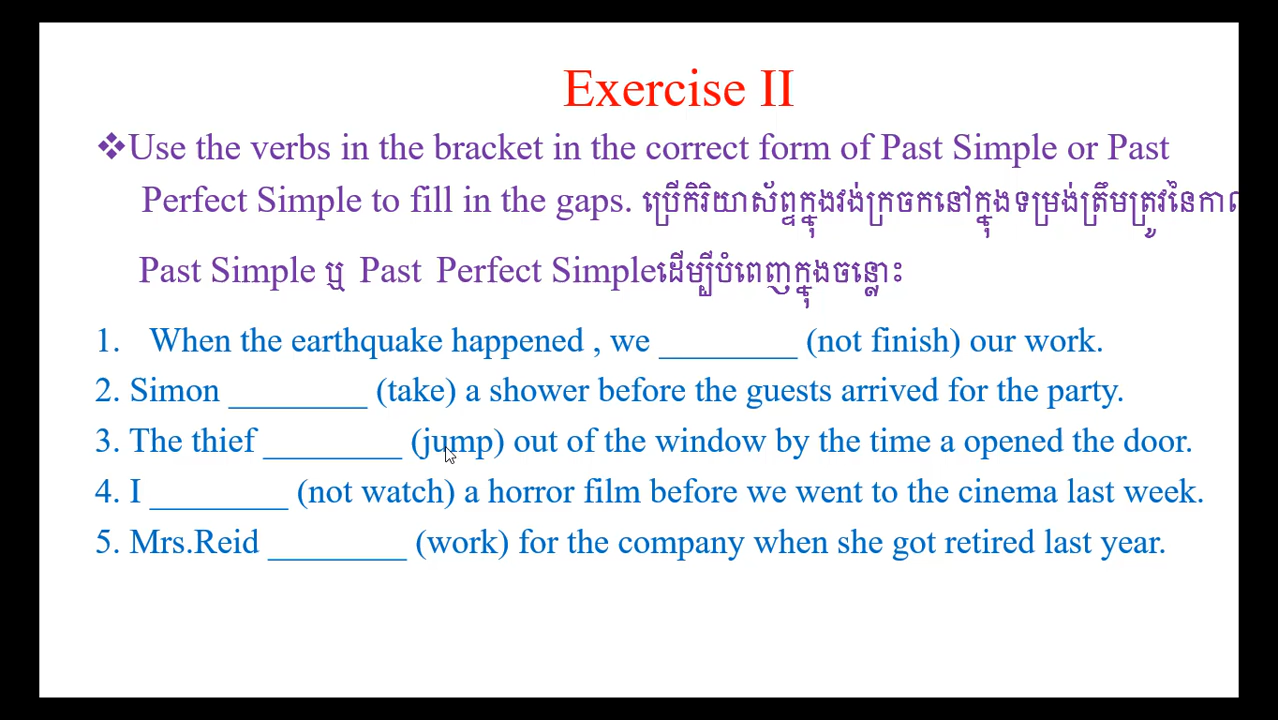 Exercise II
❖Use the verbs in the bracket in the correct form of Past Simple or Past
Perfect Simple to fill in the gaps. ប្រើកិរិយាស័ព្ទក្នុងវង់ក្រចកនៅក្នុងទម្រង់ត្រឹមត្រូវនៃកាល
Past Simple ឬ Past Perfect Simpleដើម្បីបំពេញក្នុងចន្លោះ
1. When the earthquake happened , we ________ (not finish) our work.
2. Simon ________ (take) a shower before the guests arrived for the party.
3. The thief ________ (jump) out of the window by the time a opened the door.
4. I ________ (not watch) a horror film before we went to the cinema last week.
5. Mrs.Reid ________ (work) for the company when she got retired last year.